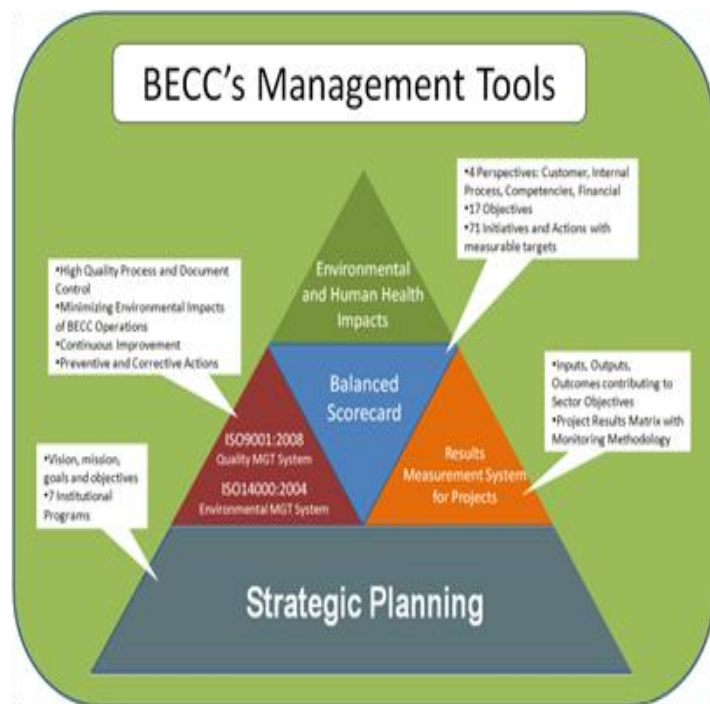 BECC's Management Tools
•4 Perspectives: Customer, Internal
Process, Competencies, Financial
•17 Objectives
•71 Initiatives and Actions with
measurable targets
Environmental
and Human Health
Impacts
•High Quality Process and Document
Control
•Minimizing Environmental Impacts
of BECC Operations
•Continuous Improvement
•Preventive and Corrective Actions
Balanced
Scorecard
•Inputs, Outputs,
Outcomes contributing to
Sector Objectives
•Project Results Matrix with
Monitoring Methodology
ISO9001:2008
Quality MGT System
ISO14000:2004
Environmental MGT System
Results
Measurement System
for Projects
•Vision, mission,
goals and objectives
•7 Institutional
Programs
Strategic Planning